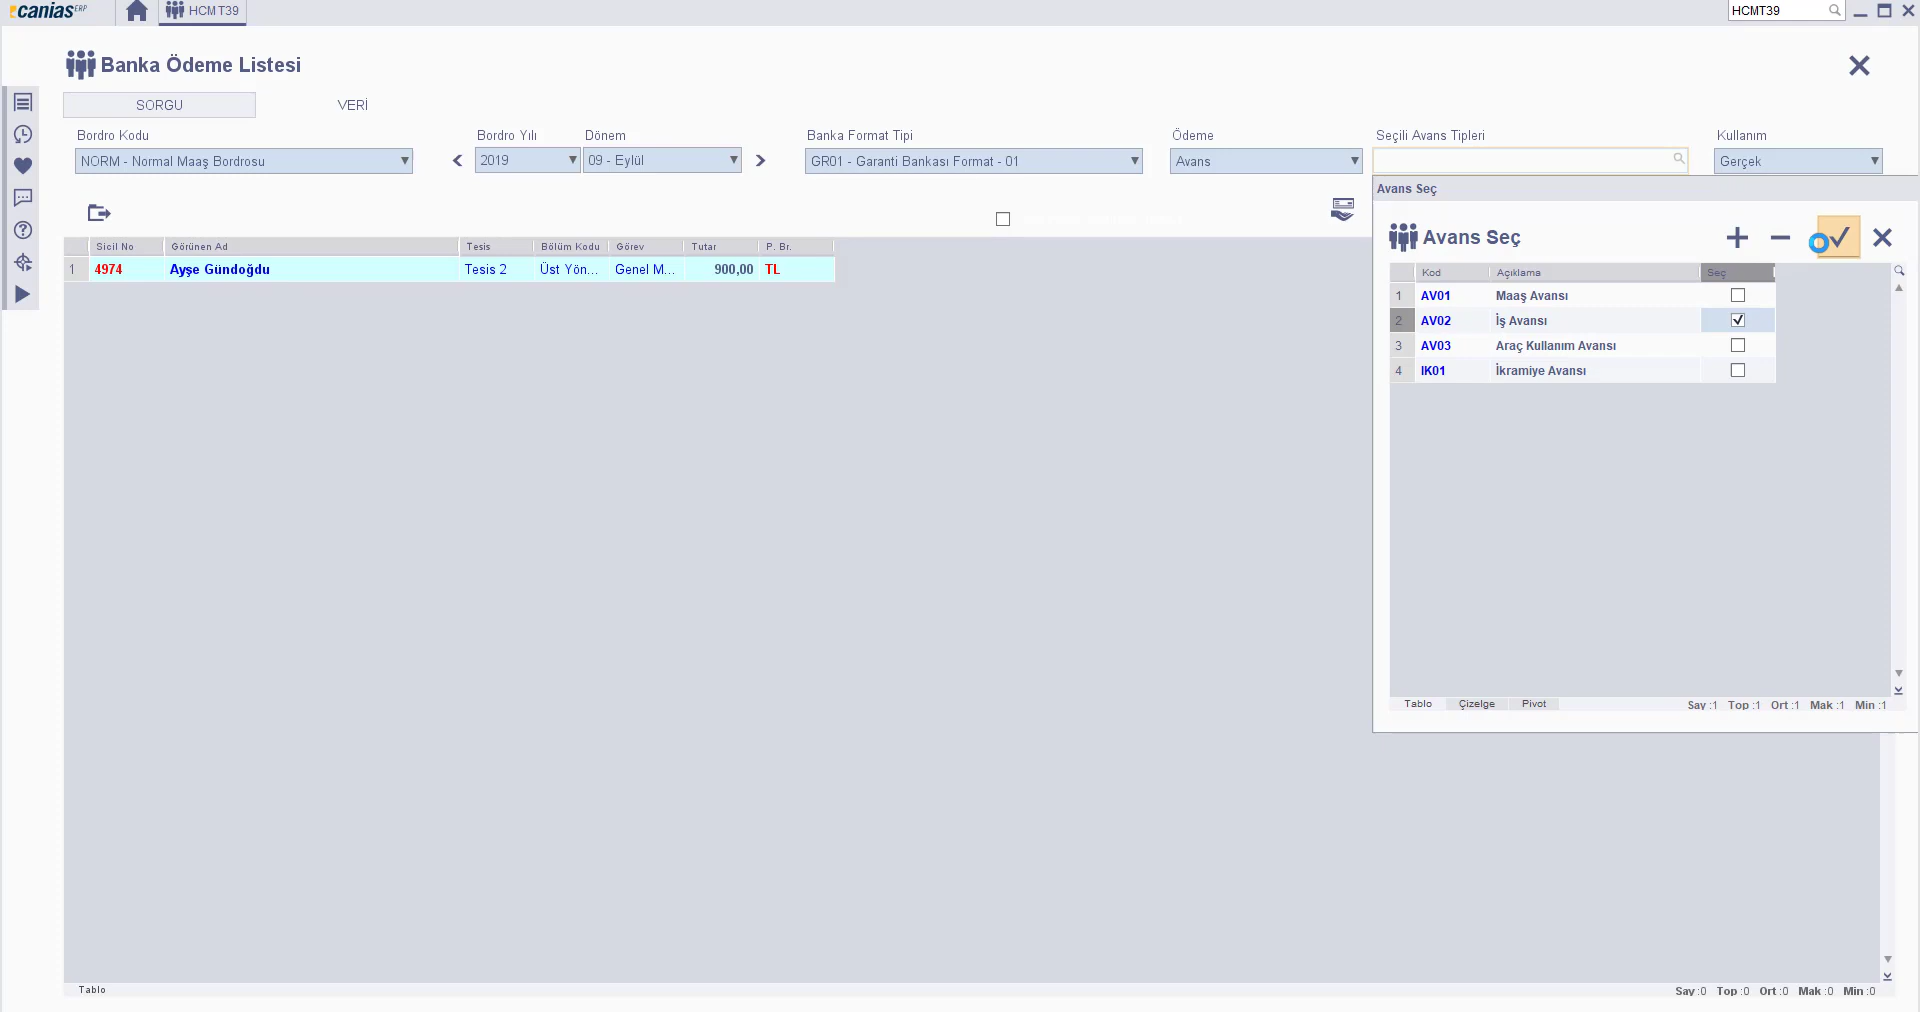 canias ERP
HCMT39
HCMT39
Banka Ödeme Listesi
SORGU
VERİ
Bordro Kodu
Bordro Yılı
Dönem
Banka Format Tipi
Ödeme
Seçili Avans Tipleri
Kullanım
NORM - Normal Maaş Bordrosu
2019
09 - Eylül
GR01 - Garanti Bankası Format - 01
Avans
Gerçek
Avans Seç
Avans Seç
Sicil No
Görünen Ad
Tesis
Bölüm Kodu
Görev
Tutar
P. Br.
1
4974
Ayşe Gündoğdu
Tesis 2
Üst Yön...
Genel M...
900,00
TL
Kod
Açıklama
Seç
1
AV01
Maaş Avansı
2
AV02
İş Avansı
3
AV03
Araç Kullanım Avansı
4
IK01
İkramiye Avansı
Tablo
Çizelge
Pivot
Say :1
Top :1
Ort :1
Mak :1
Min :1
Tablo
Say :0
Top :0
Ort :0
Mak :0
Min :0